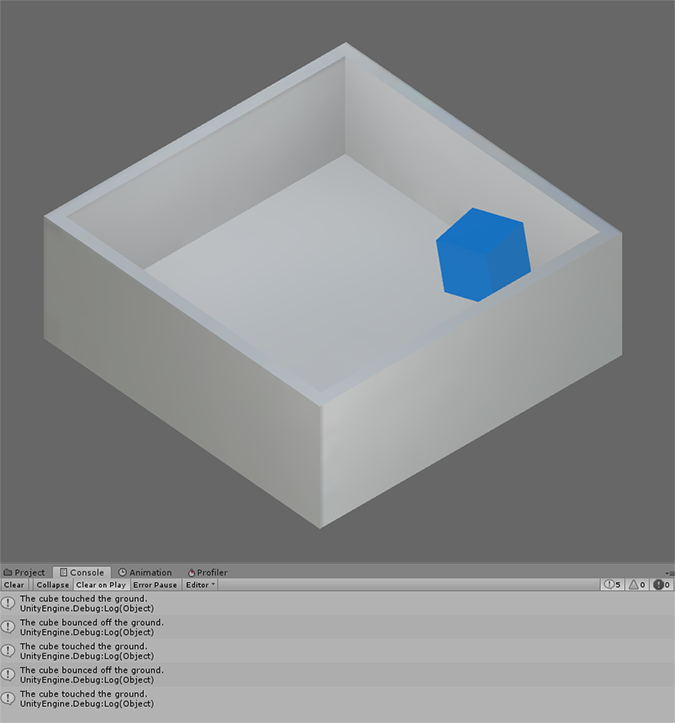 Project Console Animation Profiler
Clear Collapse Clear on Play Error Pause Editor 5 0 0
The cube touched the ground.
UnityEngine.Debug:Log(Object)
The cube bounced off the ground.
UnityEngine.Debug:Log(Object)
The cube touched the ground.
UnityEngine.Debug:Log(Object)
The cube bounced off the ground.
UnityEngine.Debug:Log(Object)
The cube touched the ground.
UnityEngine.Debug:Log(Object)